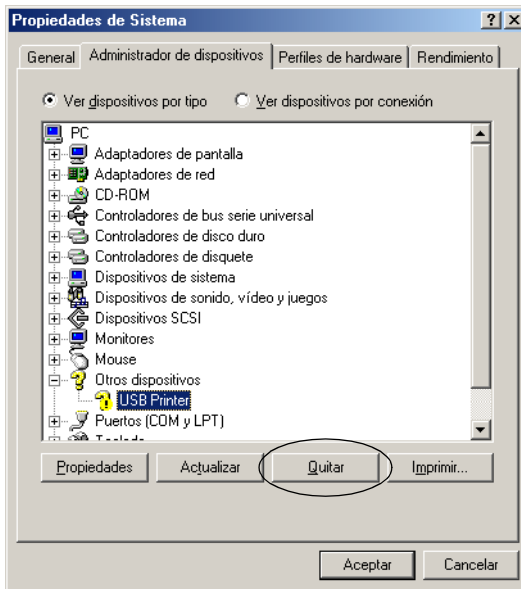 Propiedades de Sistema
General Administrador de dispositivos Perfiles de hardware Rendimiento
Ver dispositivos por tipo Ver dispositivos por conexión
PC
Adaptadores de pantalla
Adaptadores de red
CD-ROM
Controladores de bus serie universal
Controladores de disco duro
Controladores de disquete
Dispositivos de sistema
Dispositivos de sonido, vídeo y juegos
Dispositivos SCSI
Monitores
Mouse
Otros dispositivos
USB Printer
Puertos (COM y LPT)
Teclado
Propiedades Actualizar Quitar Imprimir...
Aceptar Cancelar